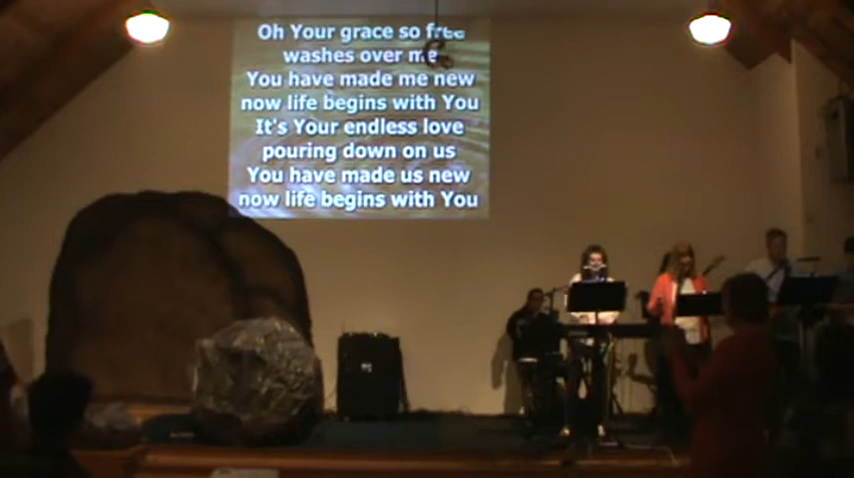 Oh Your grace so free
washes over me
You have made me new
now life begins with You
It's Your endless love
pouring down on us
You have made us new
now life begins with You